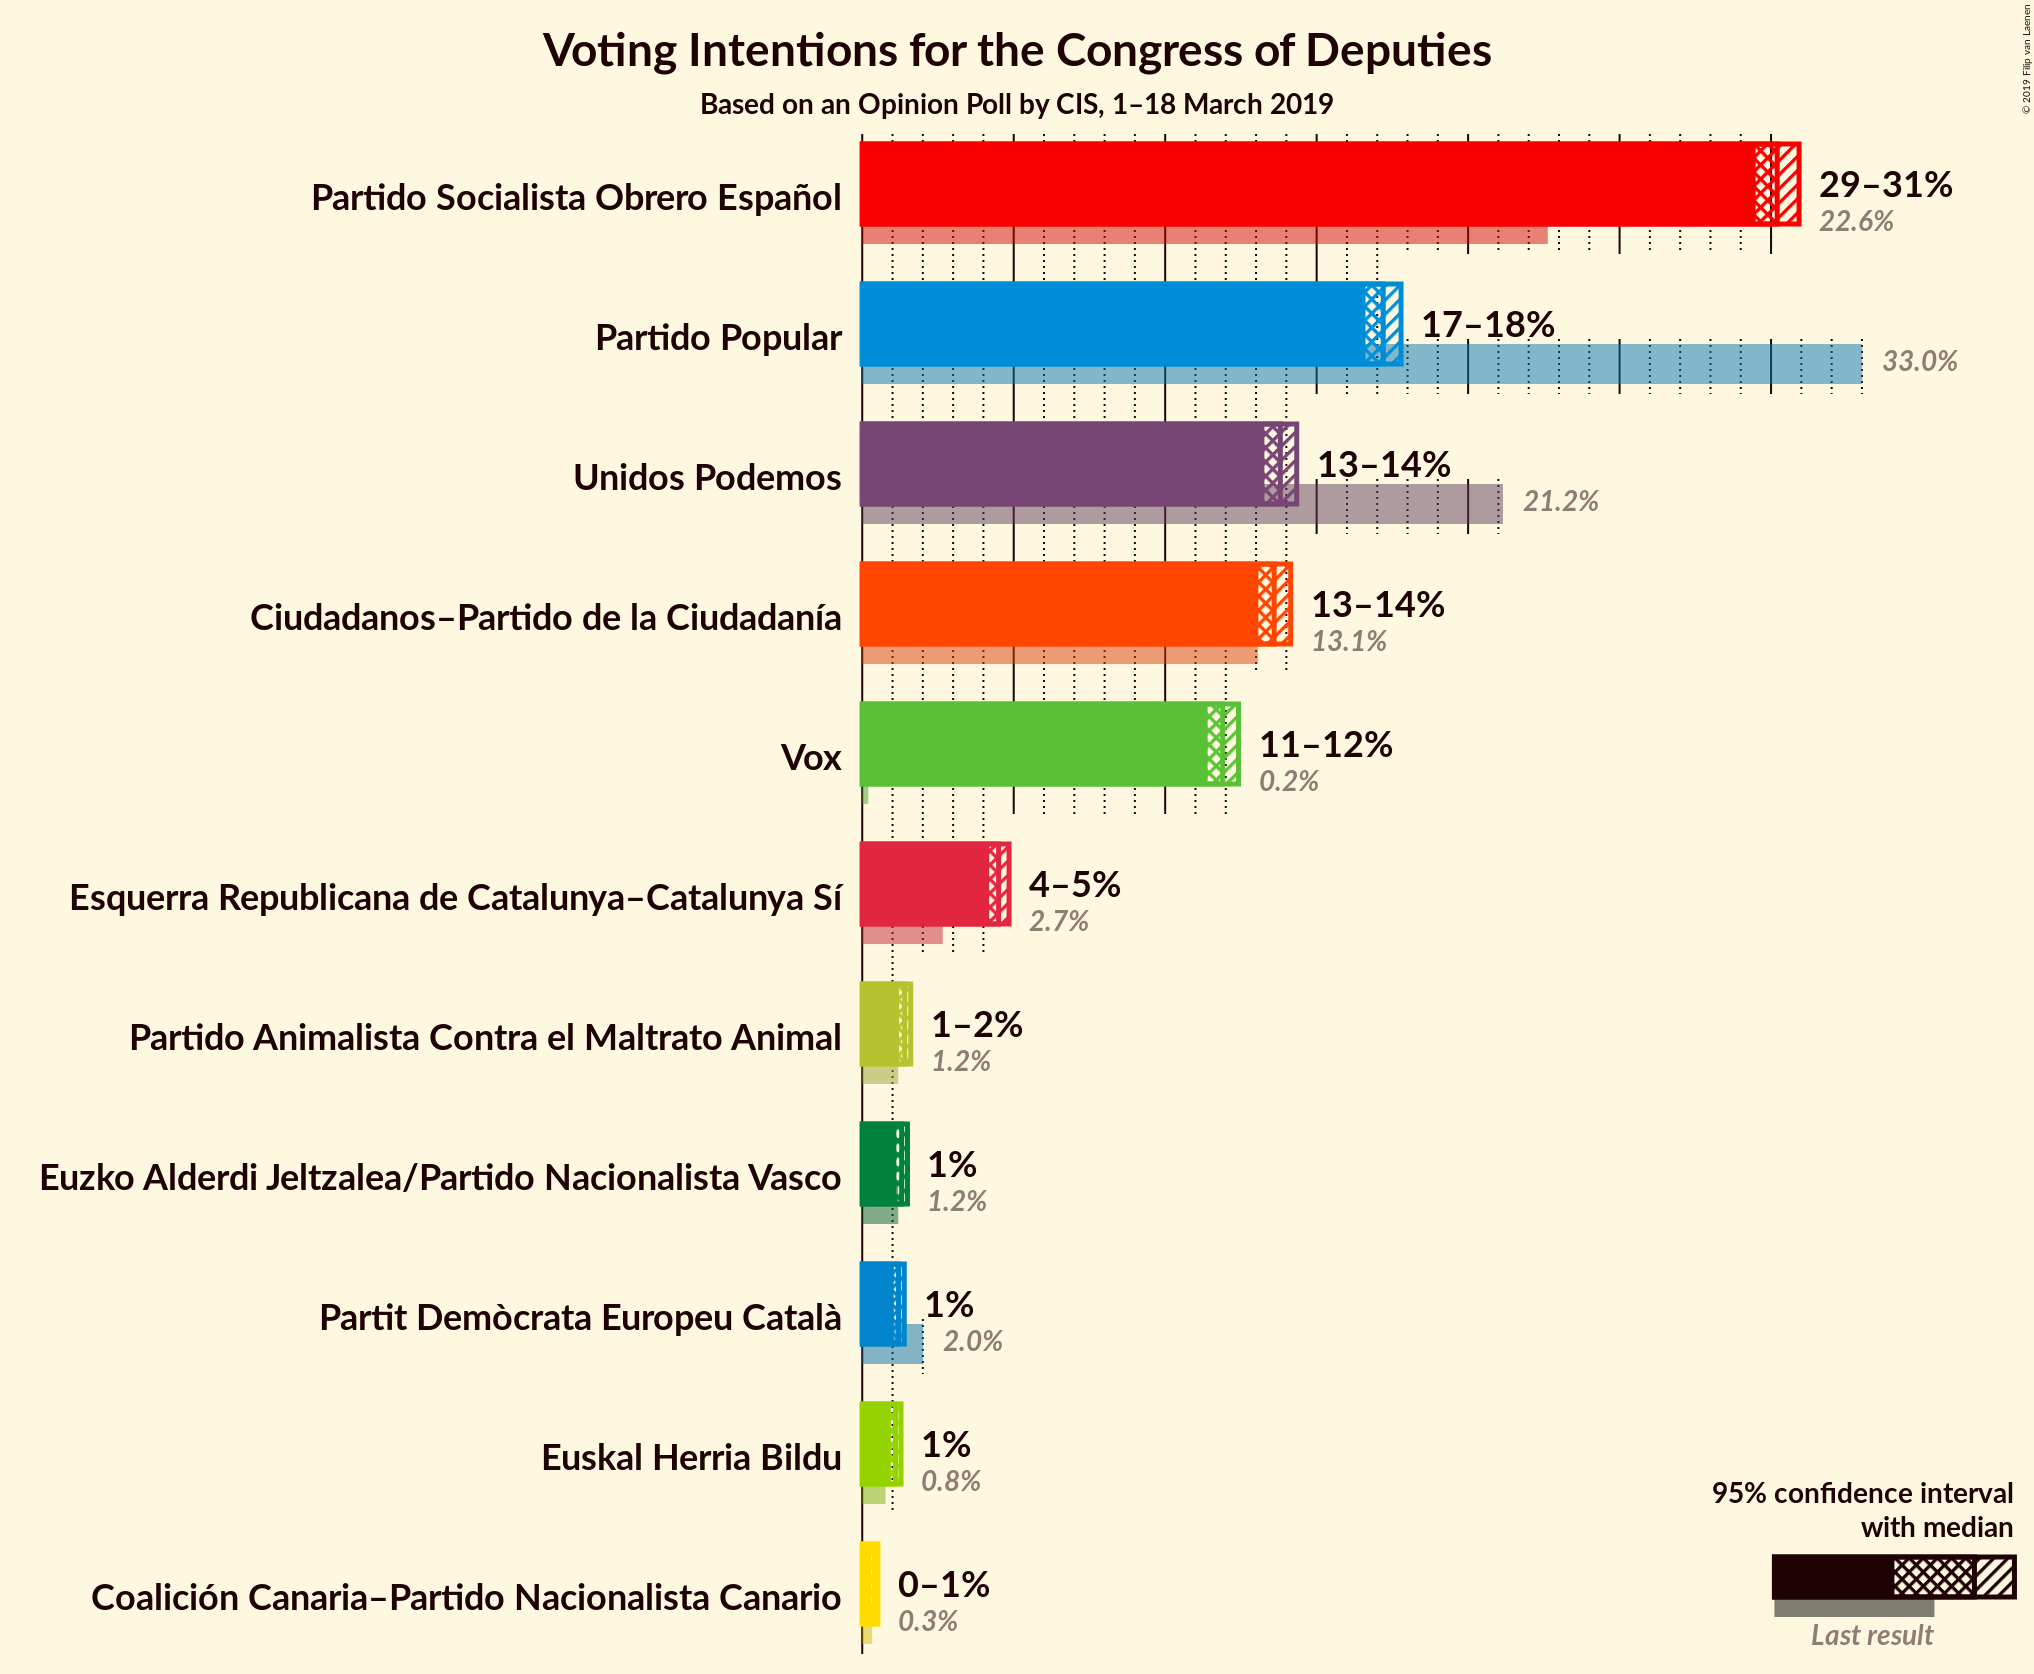 Voting Intentions for the Congress of Deputies
Based on an Opinion Poll by CIS, 1–18 March 2019
© 2019 Filip van Laenen
Partido Socialista Obrero Español
29–31%
22.6%
Partido Popular
17–18%
33.0%
Unidos Podemos
13–14%
21.2%
Ciudadanos–Partido de la Ciudadanía
13–14%
13.1%
Vox
11–12%
0.2%
Esquerra Republicana de Catalunya–Catalunya Sí
4–5%
2.7%
Partido Animalista Contra el Maltrato Animal
1–2%
1.2%
Euzko Alderdi Jeltzalea/Partido Nacionalista Vasco
1%
1.2%
Partit Demòcrata Europeu Català
1%
2.0%
Euskal Herria Bildu
1%
0.8%
Coalición Canaria–Partido Nacionalista Canario
0–1%
0.3%
95% confidence interval
with median
Last result